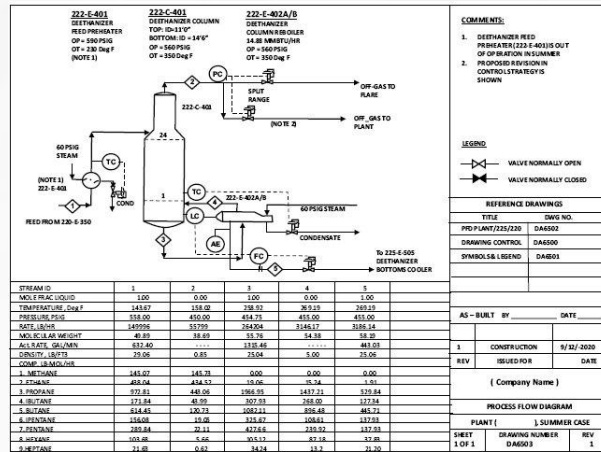 222-E-401
DEETHANIZER
FEED PREHEATER
OP = 590 PSIG
OT = 230 Deg F
(NOTE 1)
222-C-401
DEETHANIZER COLUMN
TOP: ID=11'0"
BOTTOM: ID = 14'6"
OP = 560 PSIG
OT = 350 Deg F
222-E-402A/B
DEETHANIZER
COLUMN REBOILER
14.88 MMBTU/HR
OP = 560 PSIG
OT = 350 Deg F
COMMENTS:
1. DEETHANIZER FEED
PREHEATER (222-E-401) IS OUT
OF OPERATION IN SUMMER
2. PROPOSED REVISION IN
CONTROL STRATEGY IS
SHOWN
2
PC
SPLIT
RANGE
OFF-GAS TO
FLARE
222-C-401
(NOTE 2)
OFF_GAS TO
PLANT
24
60 PSIG
STEAM
TC
(NOTE 1)
222-E-401
COND
1
FEED FROM 220-E-350
1
TC
222-E-402A/B
4
LC
60 PSIG STEAM
CONDENSATE
AE
3
FC
5
To 225-E-505
DEETHANIZER
BOTTOMS COOLER
LEGEND
VALVE NORMALLY OPEN
VALVE NORMALLY CLOSED
REFERENCE DRAWINGS
TITLE DWG NO.
PFD PLANT/225/220 DA6502
DRAWING CONTROL DA6500
SYMBOLS & LEGEND DA6501
STREAM ID 1 2 3 4 5
MOLE FRAC LIQUID 1.00 0.00 1.00 0.00 1.00
TEMPERATURE, Deg F 143.67 158.02 258.92 269.19 269.19
PRESSURE, PSIG 558.00 450.00 454.75 455.00 455.00
RATE, LB/HR 149996 55799 264204
MOLECULAR WEIGHT 49.89 38.69 55.76 54.38 58.19
Act. RATE, GAL/MIN 632.40 ---- 1315.46 ----- 443.03
DENSITY, LB/FT3 29.06 0.85 25.04 5.00 25.06
COMP. LB-MOL/HR
1. METHANE 145.07 145.73 0.00 0.00 0.00
2. ETHANE 438.04 434.52 19.06 15.24 1.91
3. PROPANE 972.81 443.06 1437.21 529.84
4. IBUTANE 171.84 43.99 307.93 268.00 127.34
5. BUTANE 614.45 120.73 1082.11 896.48 445.71
6. IPENTANE 156.08 19.05 325.67 108.61 137.93
7. PENTANE 289.84 22.11 427.66 239.92 137.93
8. HEXANE 103.68 5.66 105.12 87.18 37.83
9. HEPTANE 21.63 0.62 34.24 13.2 21.20
AS - BUILT BY ________ DATE ______
1 CONSTRUCTION 9/12/-2020
REV ISSUED FOR DATE
( Company Name )
PROCESS FLOW DIAGRAM
PLANT ( ), SUMMER CASE
SHEET DRAWING NUMBER REV
1 OF 1 DA6503 1